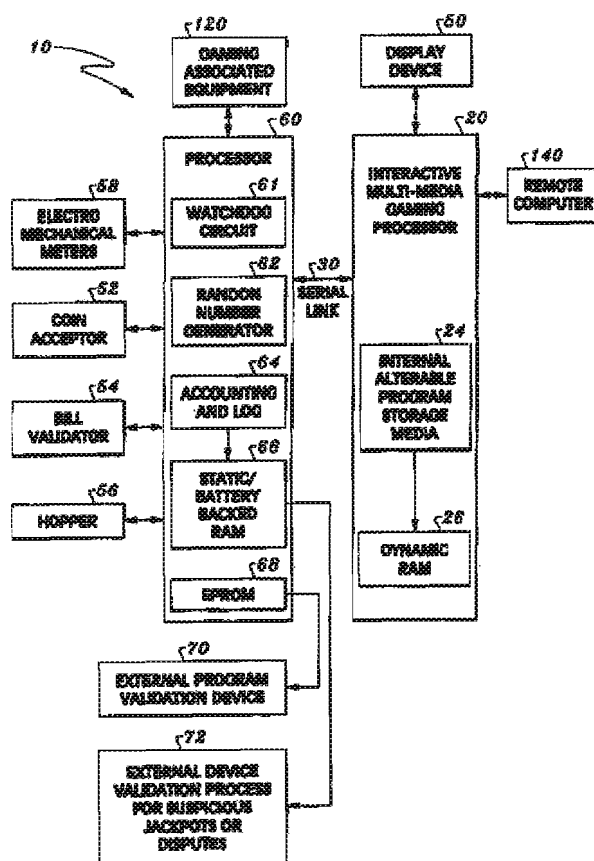 120
50
10
GAMING
ASSOCIATED
EQUIPMENT
DISPLAY
DEVICE
60
20
PROCESSOR
INTERACTIVE
MULTI-MEDIA
GAMING
PROCESSOR
140
REMOTE
COMPUTER
58
ELECTRO
MECHANICAL
METERS
61
WATCHDOG
CIRCUIT
62
RANDON
NUMBER
GENERATOR
30
SERIAL
LINK
52
COIN
ACCEPTOR
64
ACCOUNTING
AND LOG
24
INTERNAL
ALTERABLE
PROGRAM
STORAGE
MEDIA
54
BILL
VALIDATOR
66
STATIC/
BATTERY
BACKED
RAM
56
HOPPER
26
DYNAMIC
RAM
68
EPROM
70
EXTERNAL PROGRAM
VALIDATION DEVICE
72
EXTERNAL DEVICE
VALIDATION PROCESS
FOR SUSPICIOUS
JACKPOTS OR
DISPUTES